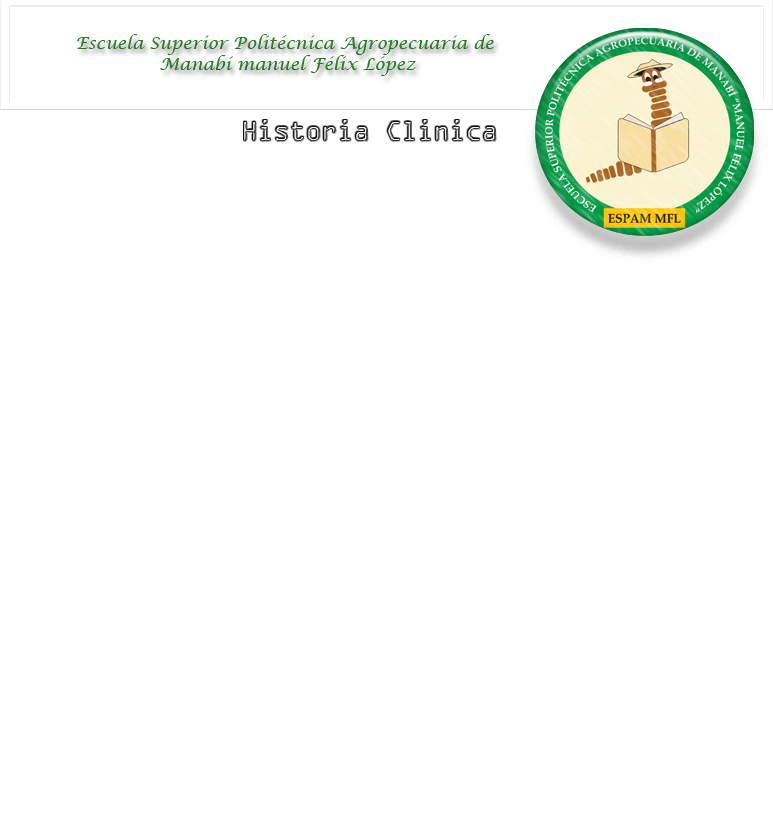 Escuela Superior Politécnica Agropecuaria de
Manabí manuel Félix López
Historia Clinica
ESCUELA SUPERIOR POLITÉCNICA AGROPECUARIA DE MANABÍ "MANUEL FÉLIX LÓPEZ"
ESPAM MFL